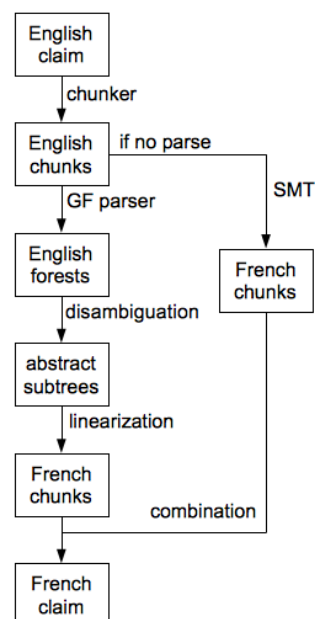 English
claim
chunker
English
chunks
if no parse
GF parser
SMT
English
forests
French
chunks
disambiguation
abstract
subtrees
linearization
French
chunks
combination
French
claim